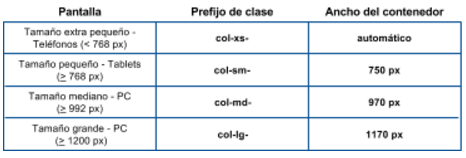 Pantalla Prefijo de clase Ancho del contenedor
Tamaño extra pequeño -
Teléfonos (< 768 px) col-xs- automático
Tamaño pequeño - Tablets
(≥ 768 px) col-sm- 750 px
Tamaño mediano - PC
(≥ 992 px) col-md- 970 px
Tamaño grande - PC
(≥ 1200 px) col-lg- 1170 px